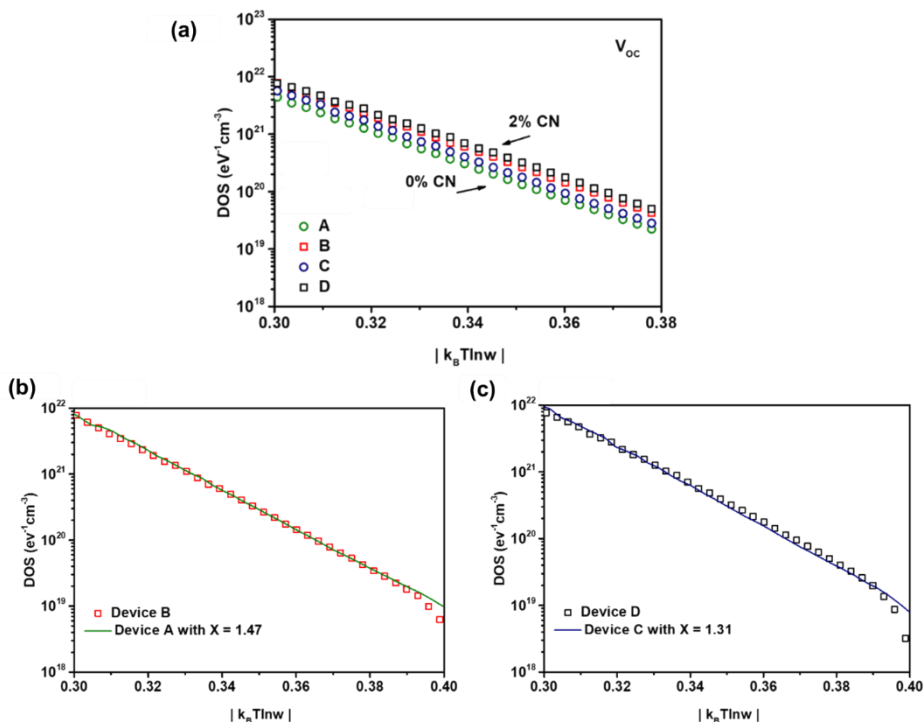 (a)
V_OC
DOS (eV⁻¹cm⁻³)
10²³
10²²
10²¹
10²⁰
10¹⁹
10¹⁸
2% CN
0% CN
A
B
C
D
0.30 0.32 0.34 0.36 0.38
| k_BTlnw |
(b)
DOS (ev⁻¹cm⁻³)
10²²
10²¹
10²⁰
10¹⁹
10¹⁸
Device B
Device A with X = 1.47
0.30 0.32 0.34 0.36 0.38 0.40
| k_BTlnw |
(c)
DOS (ev⁻¹cm⁻³)
10²²
10²¹
10²⁰
10¹⁹
10¹⁸
Device D
Device C with X = 1.31
0.30 0.32 0.34 0.36 0.38 0.40
| k_BTlnw |